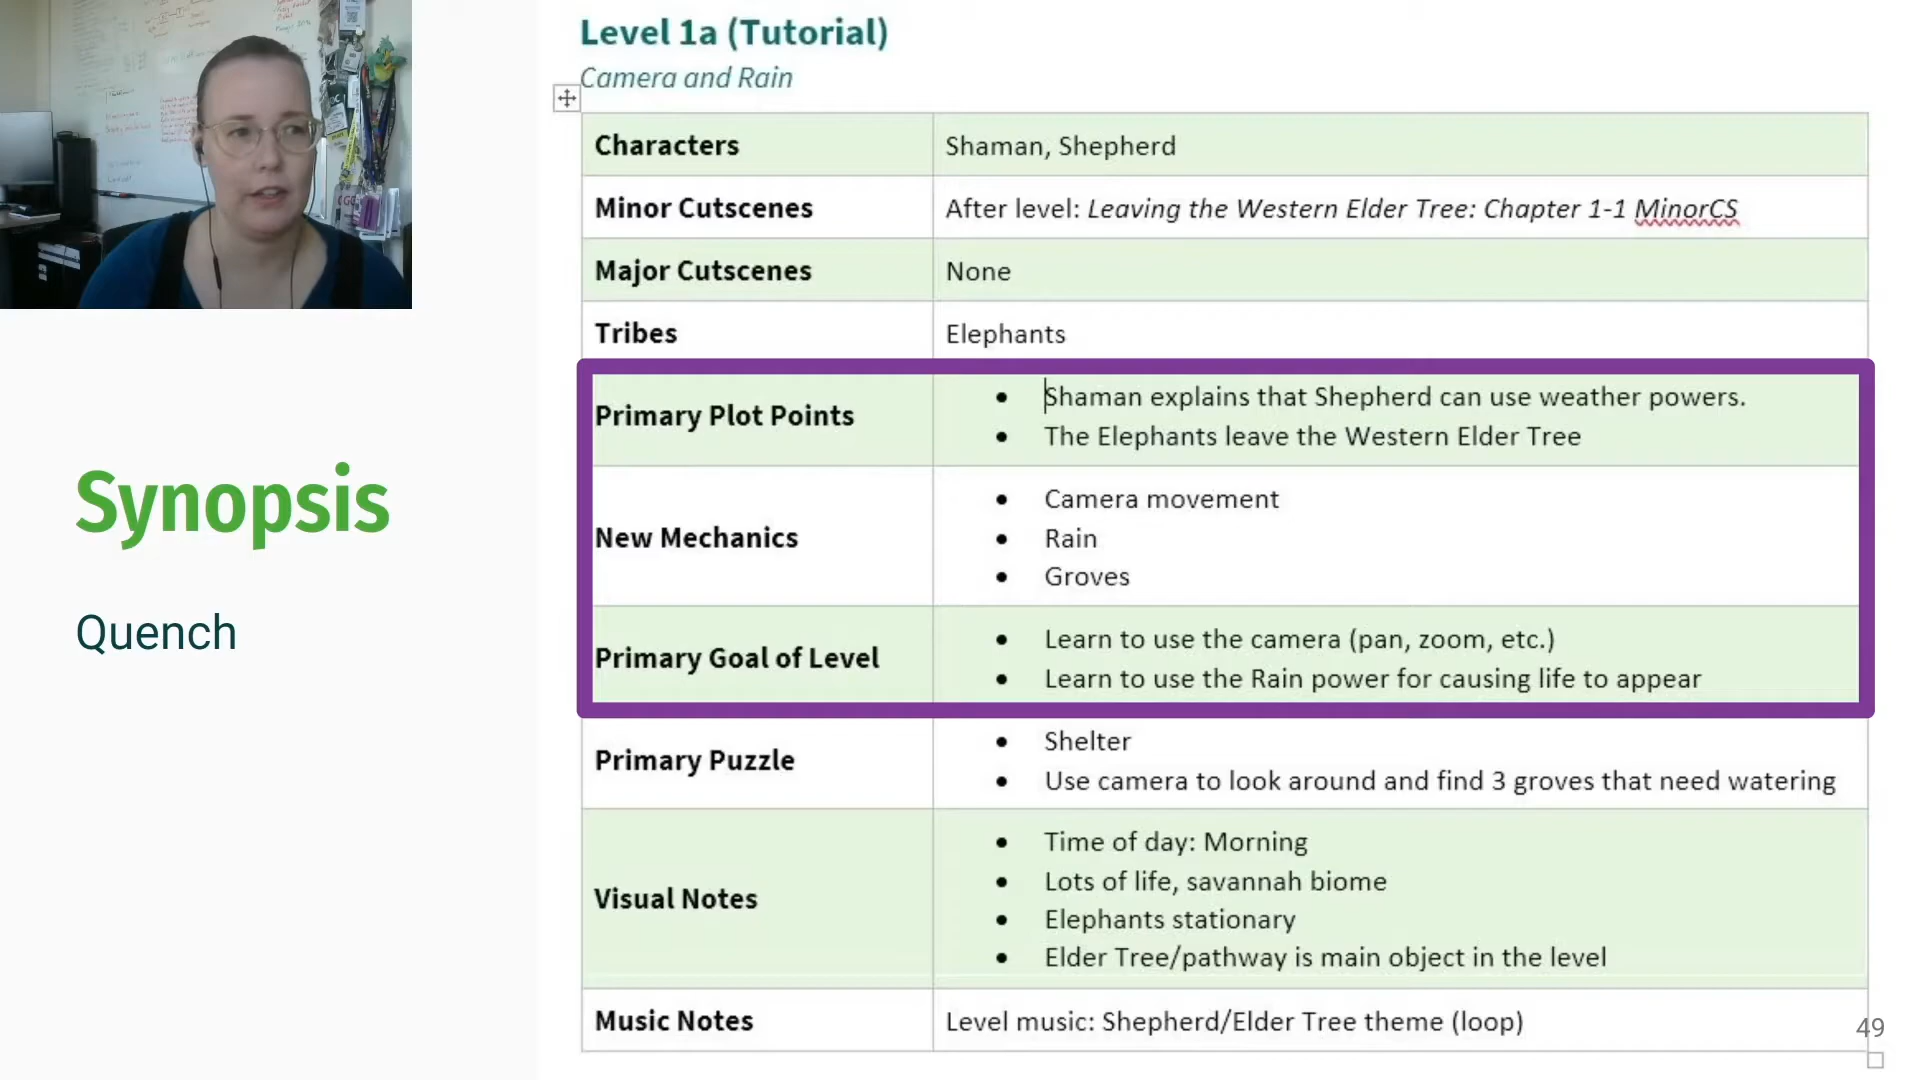 Level 1a (Tutorial)
Camera and Rain
Characters
Shaman, Shepherd
Minor Cutscenes
After level: Leaving the Western Elder Tree: Chapter 1-1 MinorCS
Major Cutscenes
None
Tribes
Elephants
Primary Plot Points
• Shaman explains that Shepherd can use weather powers.
• The Elephants leave the Western Elder Tree
New Mechanics
• Camera movement
• Rain
• Groves
Primary Goal of Level
• Learn to use the camera (pan, zoom, etc.)
• Learn to use the Rain power for causing life to appear
Primary Puzzle
• Shelter
• Use camera to look around and find 3 groves that need watering
Visual Notes
• Time of day: Morning
• Lots of life, savannah biome
• Elephants stationary
• Elder Tree/pathway is main object in the level
Music Notes
Level music: Shepherd/Elder Tree theme (loop)
Synopsis
Quench
49